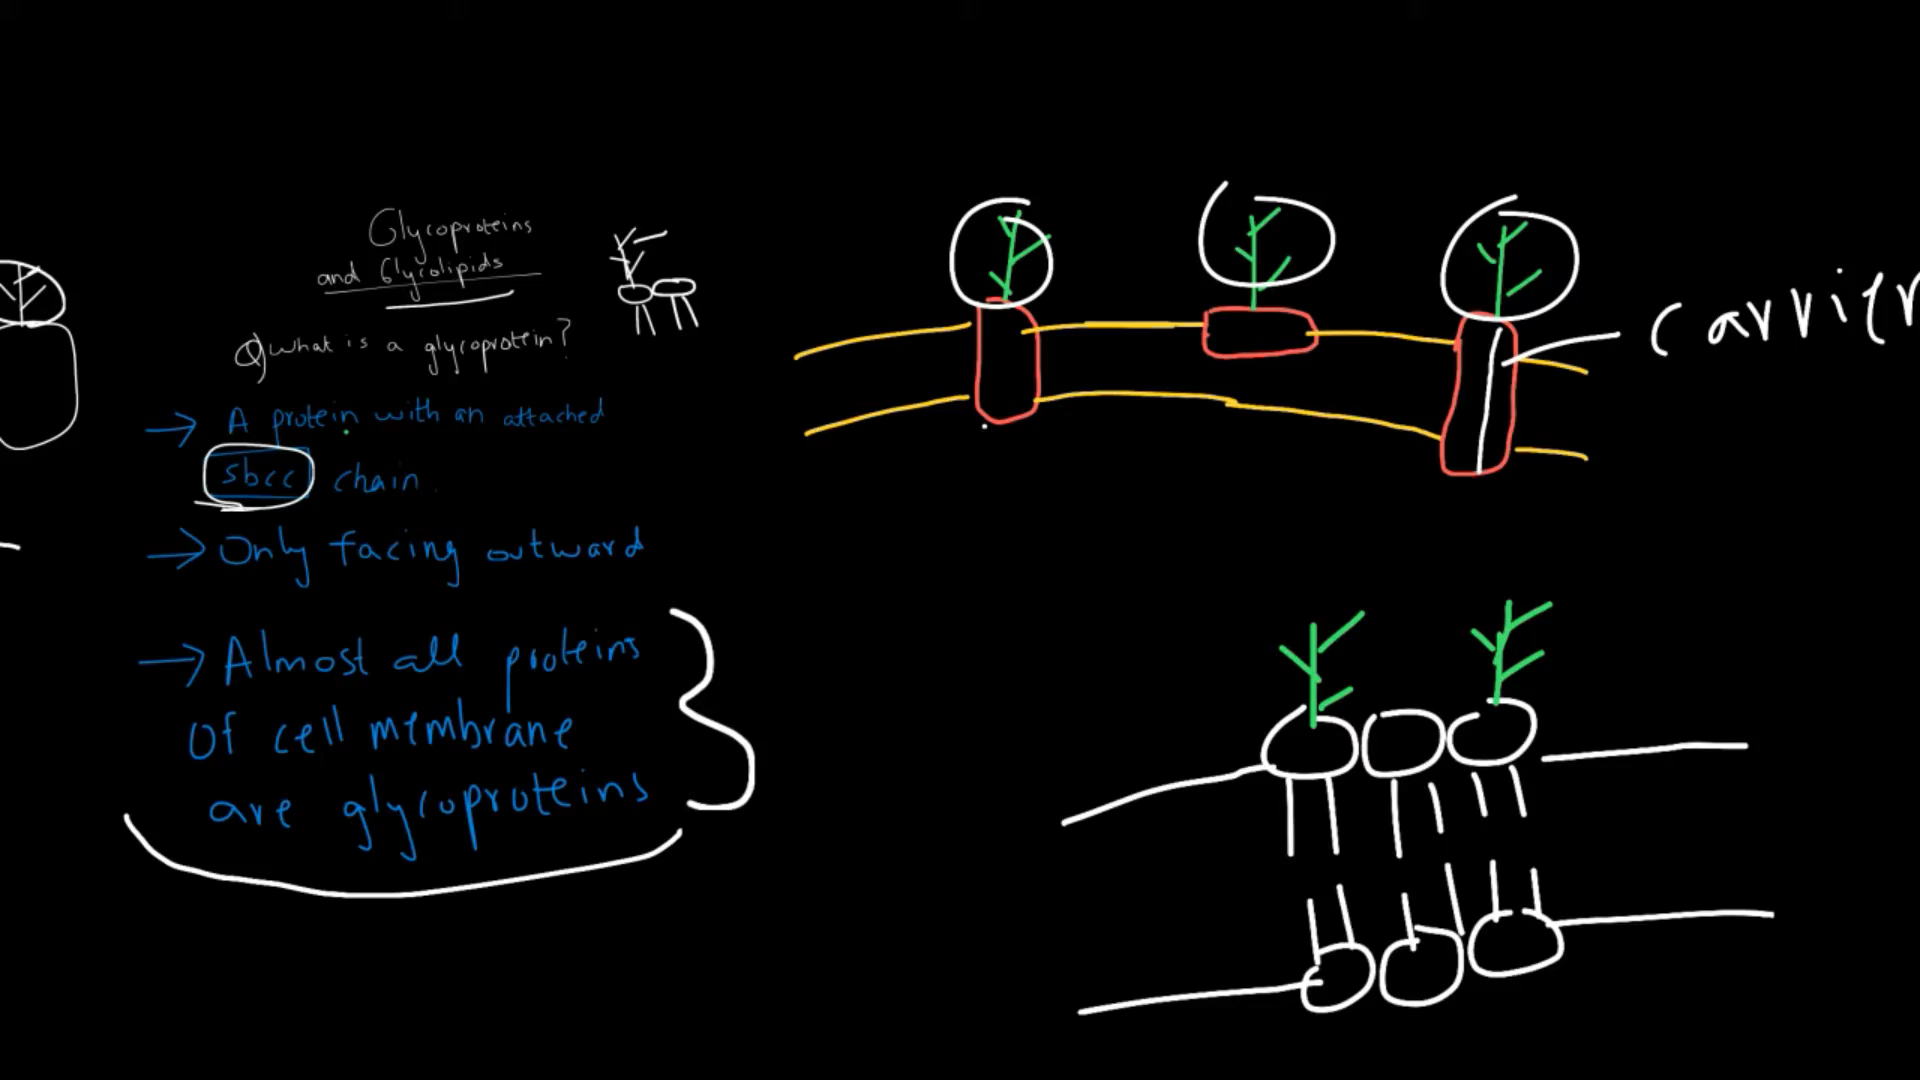 Glycoproteins
and Glycolipids
Q) What is a glycoprotein?
→ A protein with an attached
sbcc chain.
→ Only facing outward
→ Almost all proteins
of cell membrane
are glycoproteins
carrier